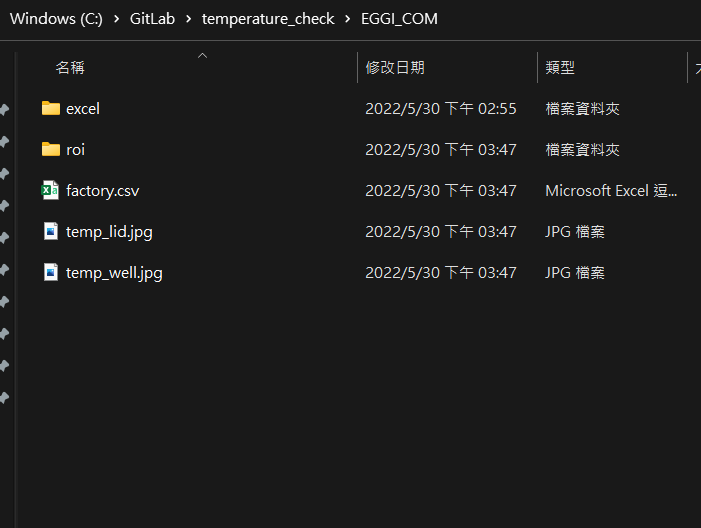 Windows (C:) › GitLab › temperature_check › EGGI_COM
名稱 修改日期 類型
excel 2022/5/30 下午 02:55 檔案資料夾
roi 2022/5/30 下午 03:47 檔案資料夾
factory.csv 2022/5/30 下午 03:47 Microsoft Excel 逗...
temp_lid.jpg 2022/5/30 下午 03:47 JPG 檔案
temp_well.jpg 2022/5/30 下午 03:47 JPG 檔案